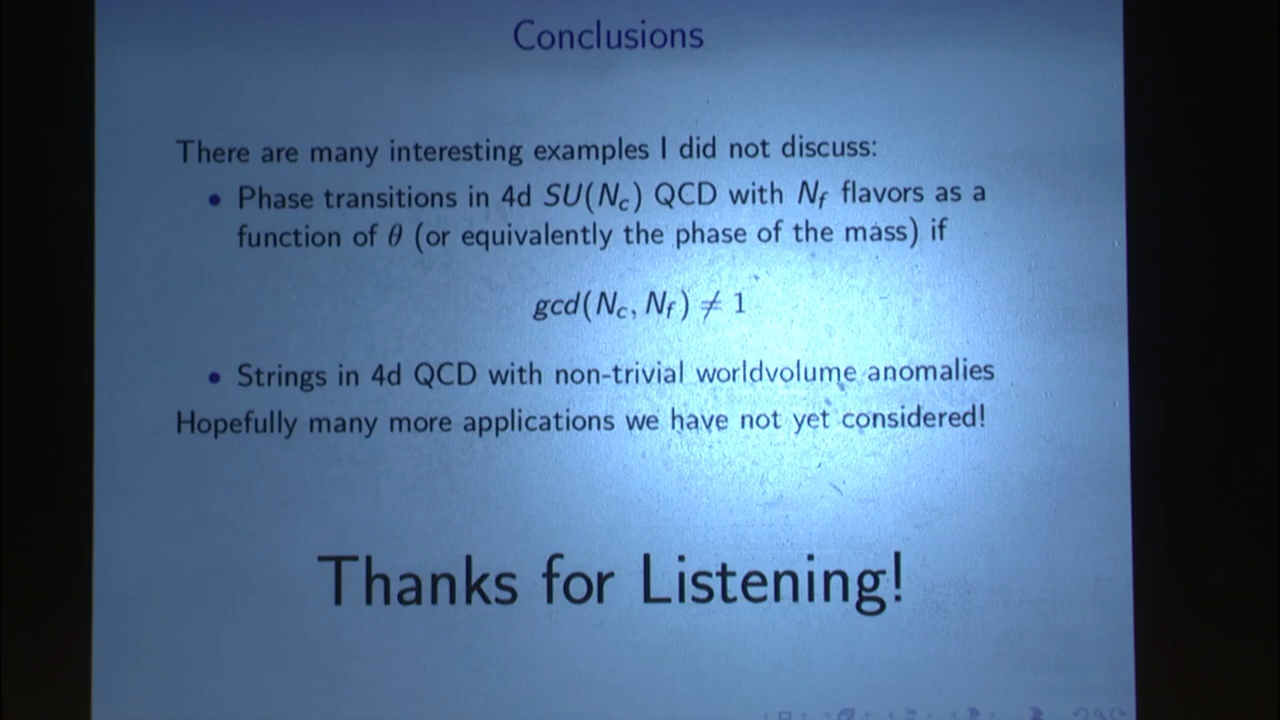 Conclusions
There are many interesting examples I did not discuss:
• Phase transitions in 4d SU(N_c) QCD with N_f flavors as a
function of θ (or equivalently the phase of the mass) if
gcd(N_c, N_f) ≠ 1
• Strings in 4d QCD with non-trivial worldvolume anomalies
Hopefully many more applications we have not yet considered!
Thanks for Listening!